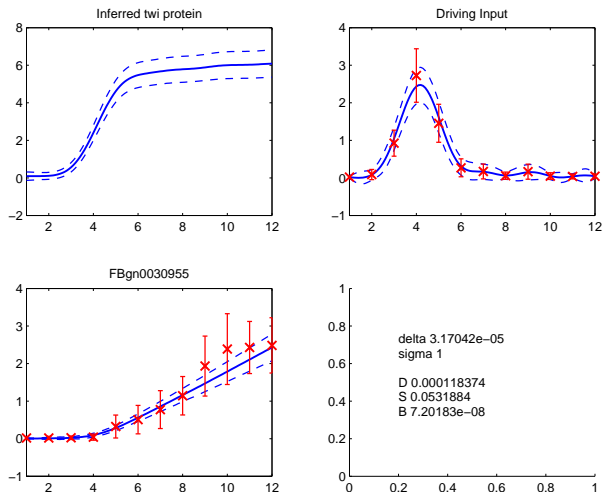 Inferred twi protein
8
6
4
2
0
−2
2 4 6 8 10 12
Driving Input
4
3
2
1
0
−1
2 4 6 8 10 12
FBgn0030955
4
3
2
1
0
−1
2 4 6 8 10 12
1
0.8
0.6
0.4
0.2
0
0 0.2 0.4 0.6 0.8 1
delta 3.17042e−05
sigma 1
D 0.000118374
S 0.0531884
B 7.20183e−08